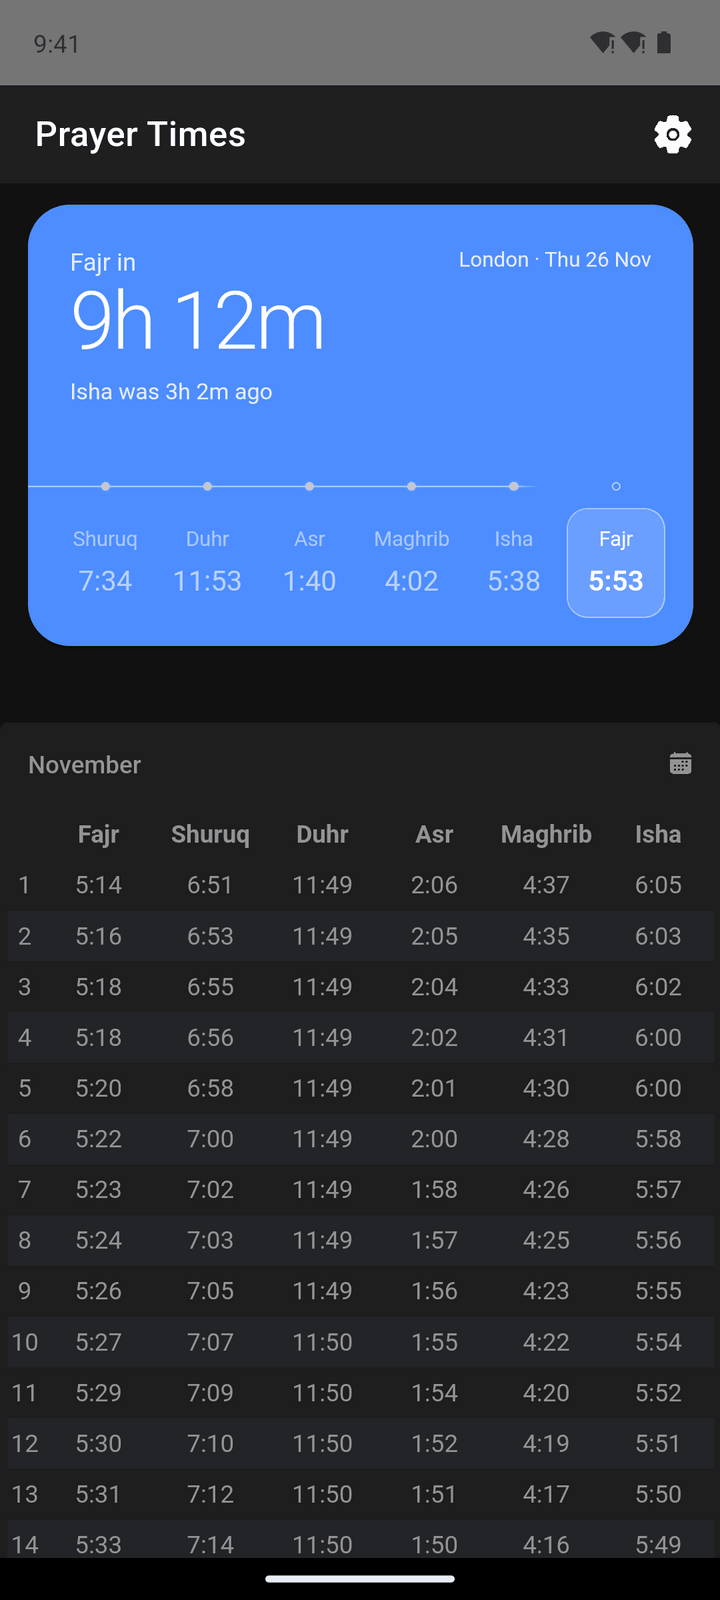 9:41
Prayer Times
Fajr in
London · Thu 26 Nov
9h 12m
Isha was 3h 2m ago
Shuruq Duhr Asr Maghrib Isha Fajr
7:34 11:53 1:40 4:02 5:38 5:53
November
Fajr Shuruq Duhr Asr Maghrib Isha
1 5:14 6:51 11:49 2:06 4:37 6:05
2 5:16 6:53 11:49 2:05 4:35 6:03
3 5:18 6:55 11:49 2:04 4:33 6:02
4 5:18 6:56 11:49 2:02 4:31 6:00
5 5:20 6:58 11:49 2:01 4:30 6:00
6 5:22 7:00 11:49 2:00 4:28 5:58
7 5:23 7:02 11:49 1:58 4:26 5:57
8 5:24 7:03 11:49 1:57 4:25 5:56
9 5:26 7:05 11:49 1:56 4:23 5:55
10 5:27 7:07 11:50 1:55 4:22 5:54
11 5:29 7:09 11:50 1:54 4:20 5:52
12 5:30 7:10 11:50 1:52 4:19 5:51
13 5:31 7:12 11:50 1:51 4:17 5:50
14 5:33 7:14 11:50 1:50 4:16 5:49